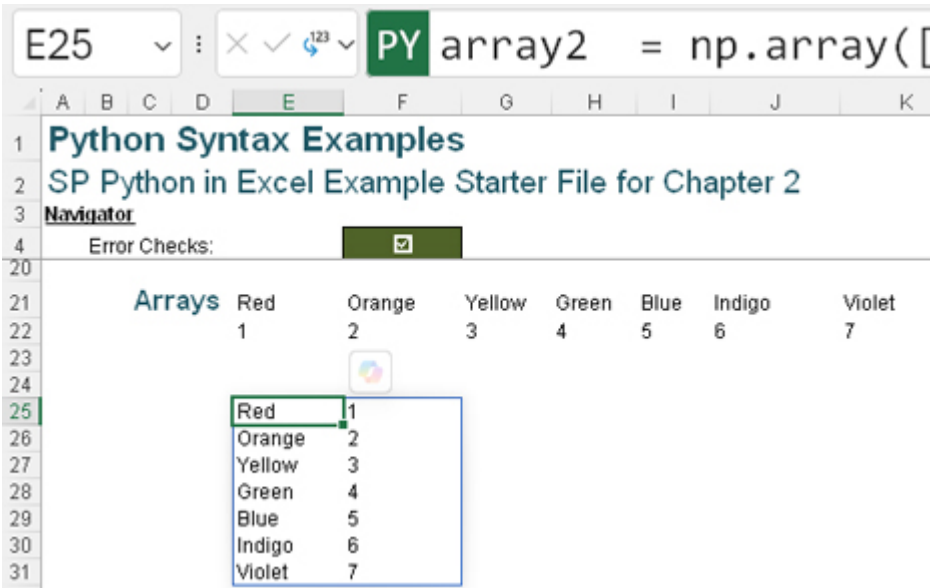 E25 123 PY array2 = np.array([
A B C D E F G H I J K
1 Python Syntax Examples
2 SP Python in Excel Example Starter File for Chapter 2
3 Navigator
4 Error Checks:
20
21 Arrays Red Orange Yellow Green Blue Indigo Violet
22 1 2 3 4 5 6 7
23
24
25 Red 1
26 Orange 2
27 Yellow 3
28 Green 4
29 Blue 5
30 Indigo 6
31 Violet 7